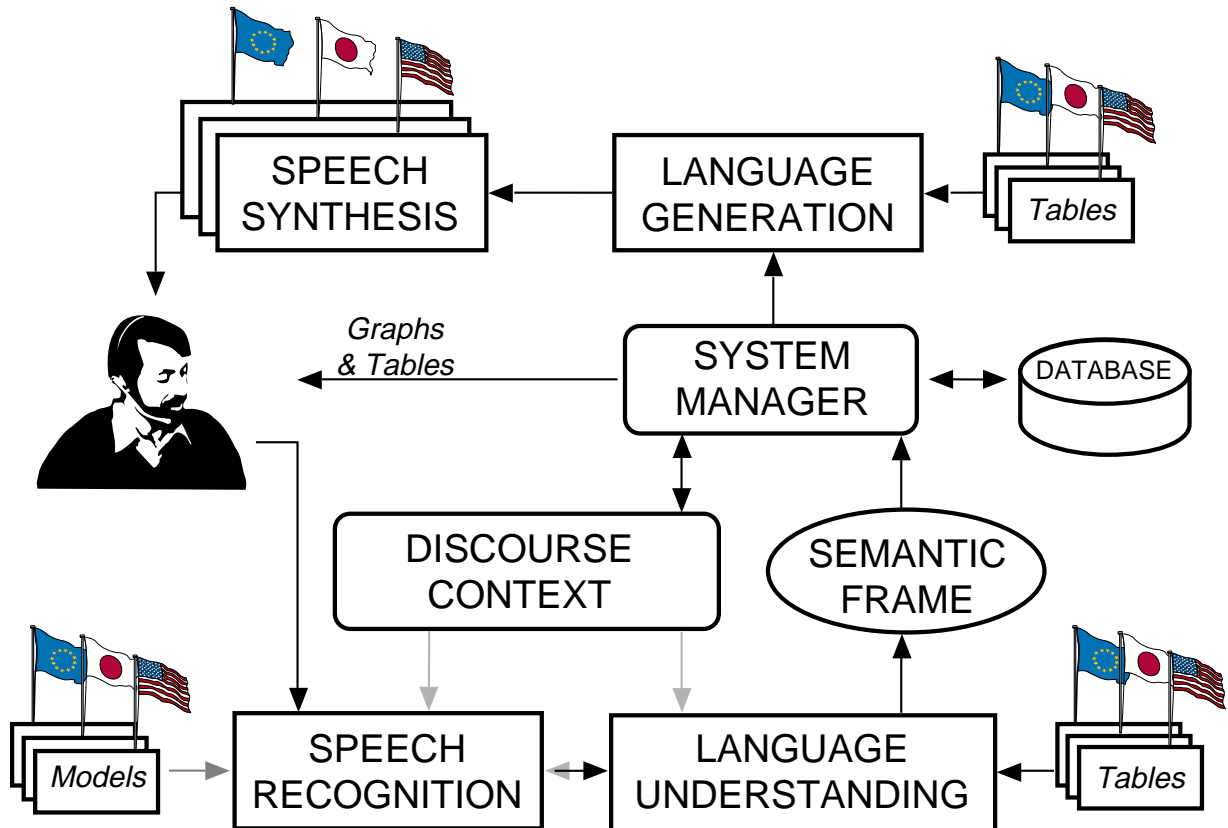 SPEECH
SYNTHESIS
LANGUAGE
GENERATION
Tables
Graphs
& Tables
SYSTEM
MANAGER
DATABASE
DISCOURSE
CONTEXT
SEMANTIC
FRAME
Models
SPEECH
RECOGNITION
LANGUAGE
UNDERSTANDING
Tables